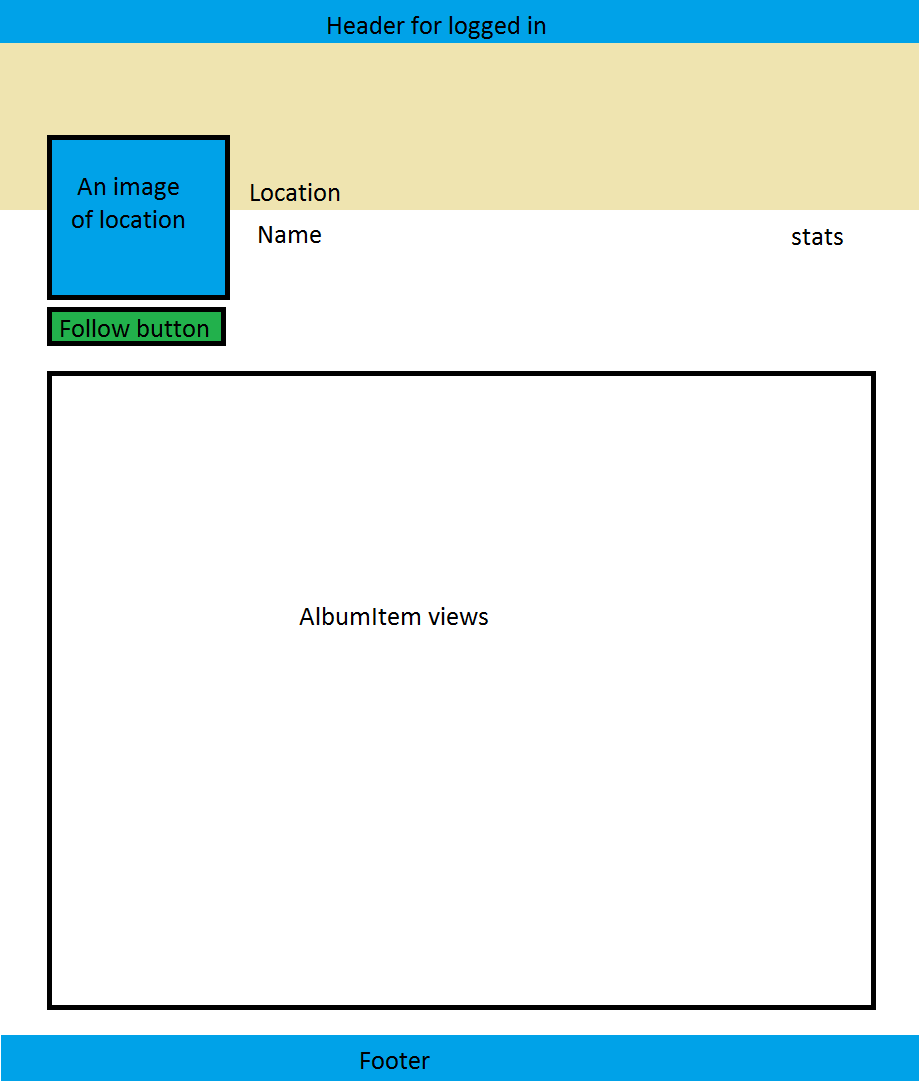 Header for logged in
An image
of location
Location
Name
stats
Follow button
AlbumItem views
Footer